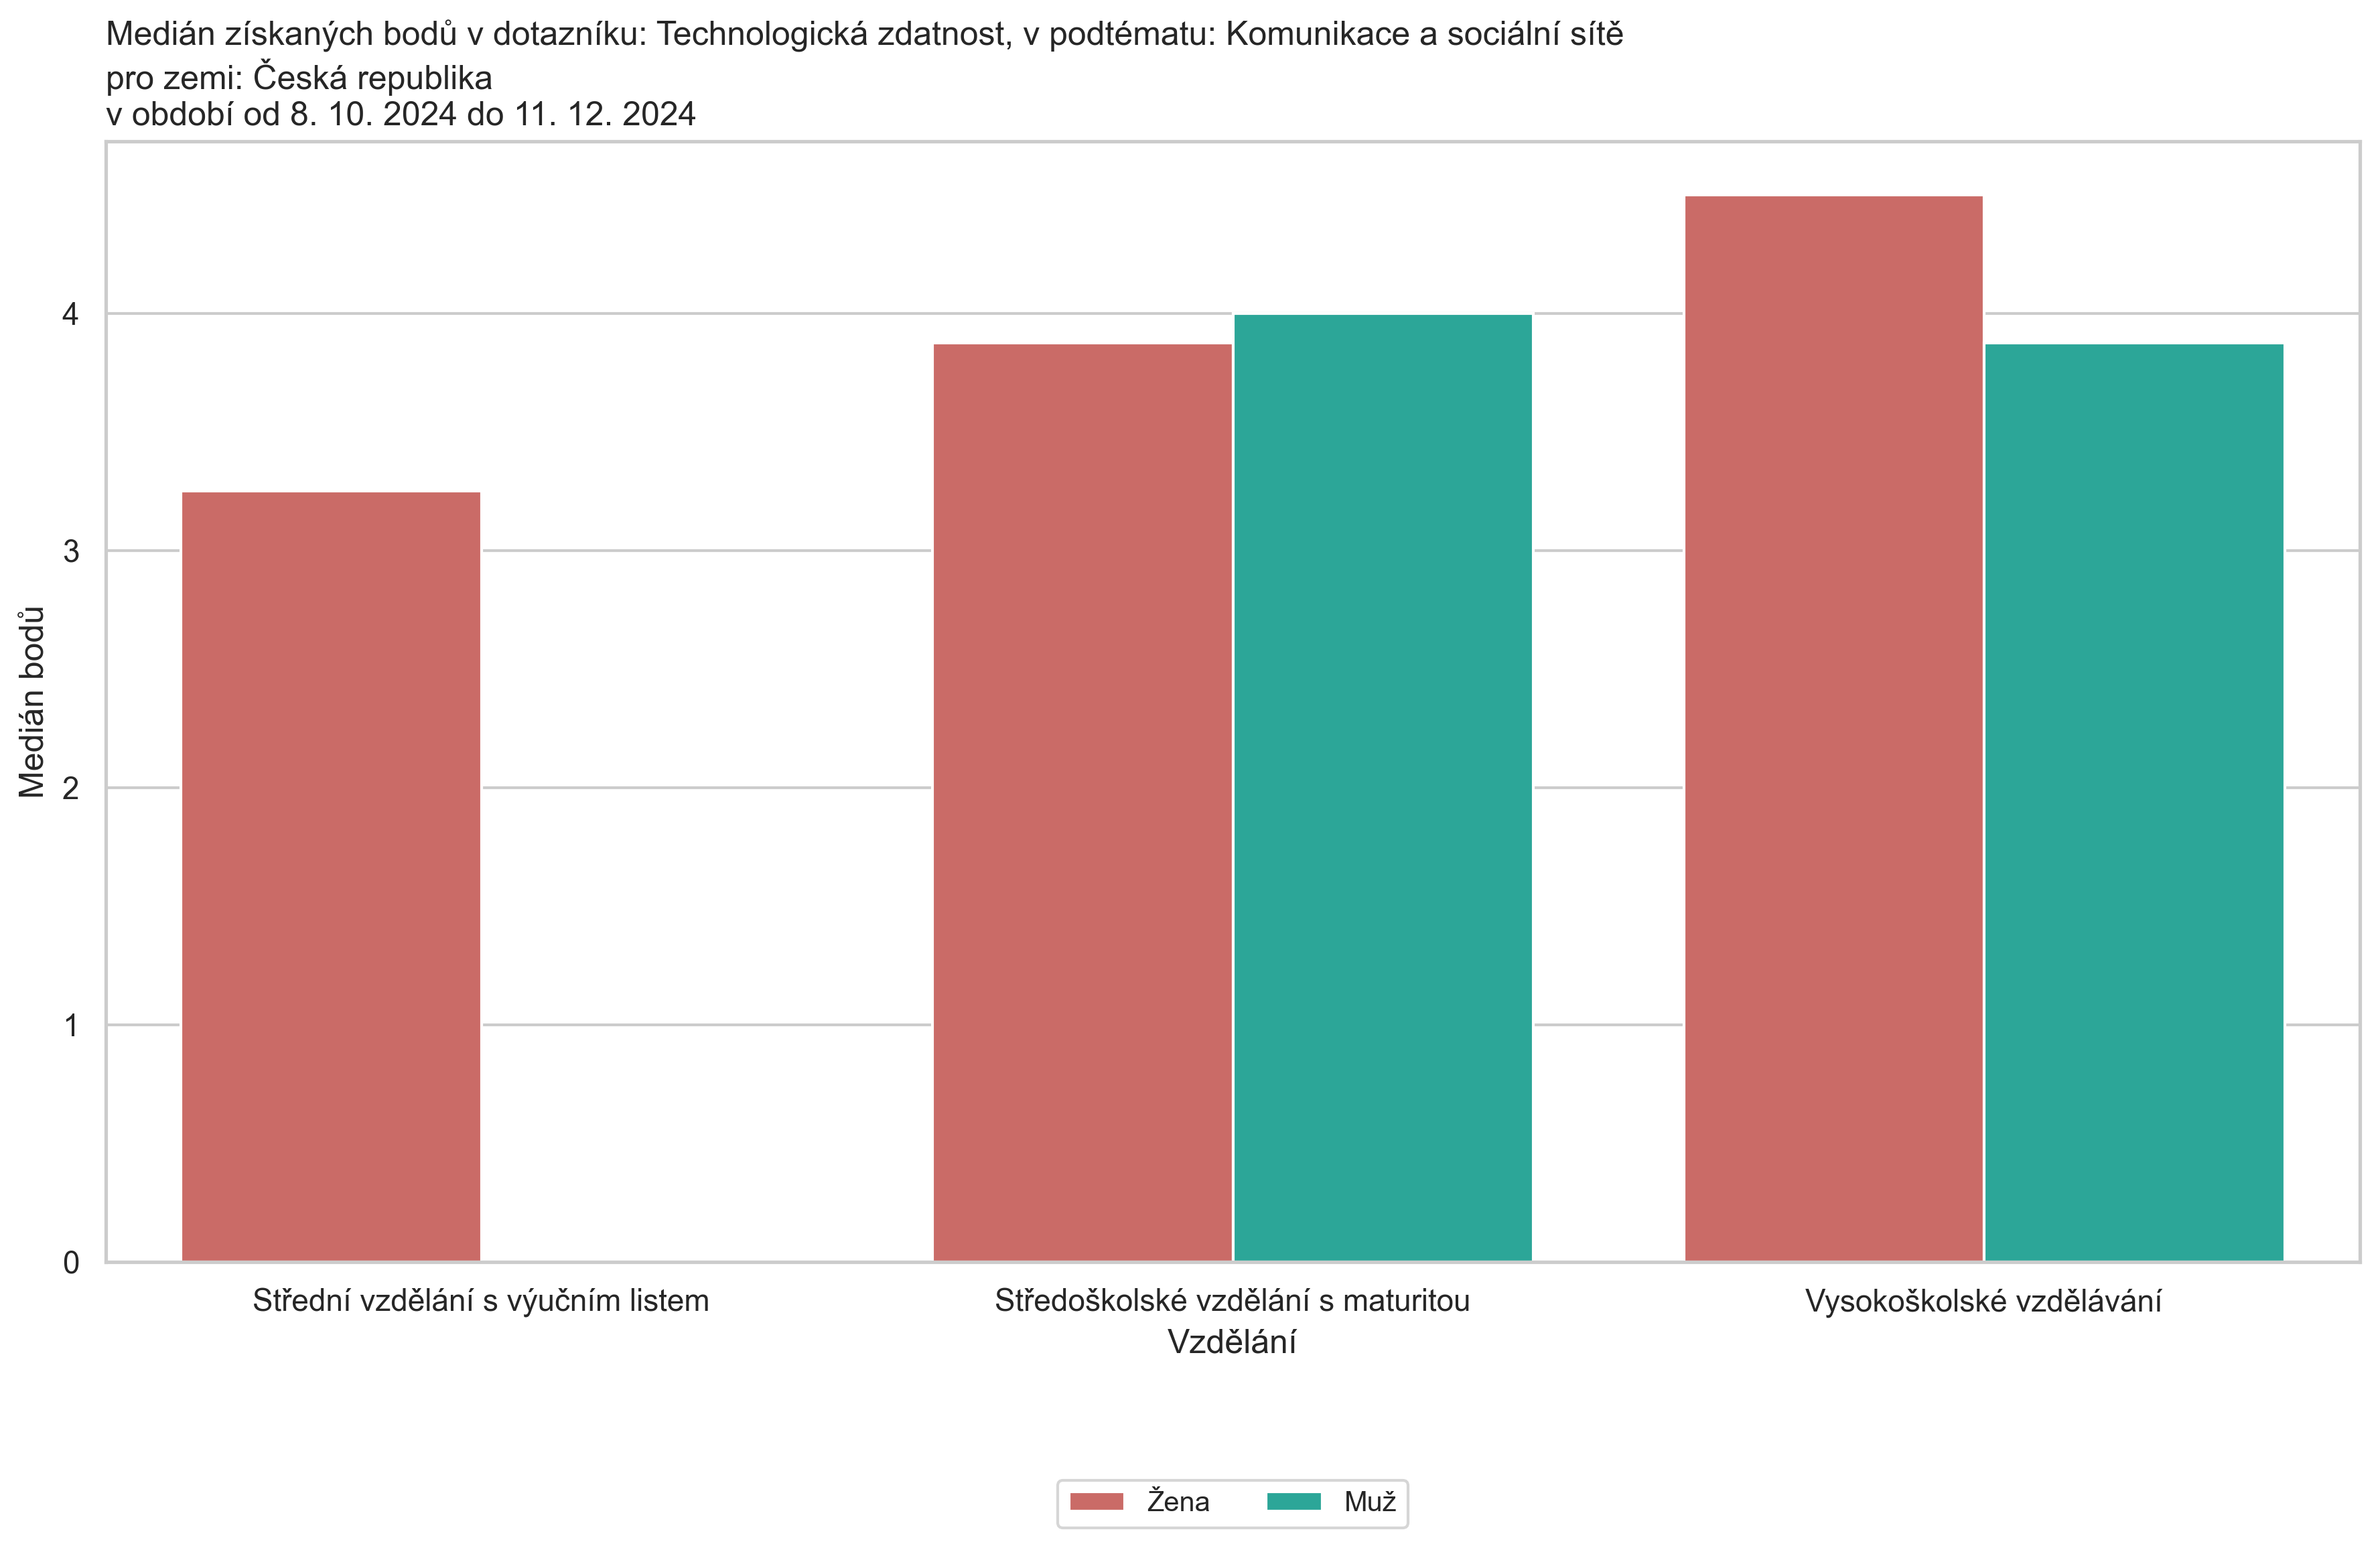 Medián získaných bodů v dotazníku: Technologická zdatnost, v podtématu: Komunikace a sociální sítě
pro zemi: Česká republika
v období od 8. 10. 2024 do 11. 12. 2024
Medián bodů
4
3
2
1
0
Střední vzdělání s výučním listem
Středoškolské vzdělání s maturitou
Vysokoškolské vzdělávání
Vzdělání
Žena
Muž